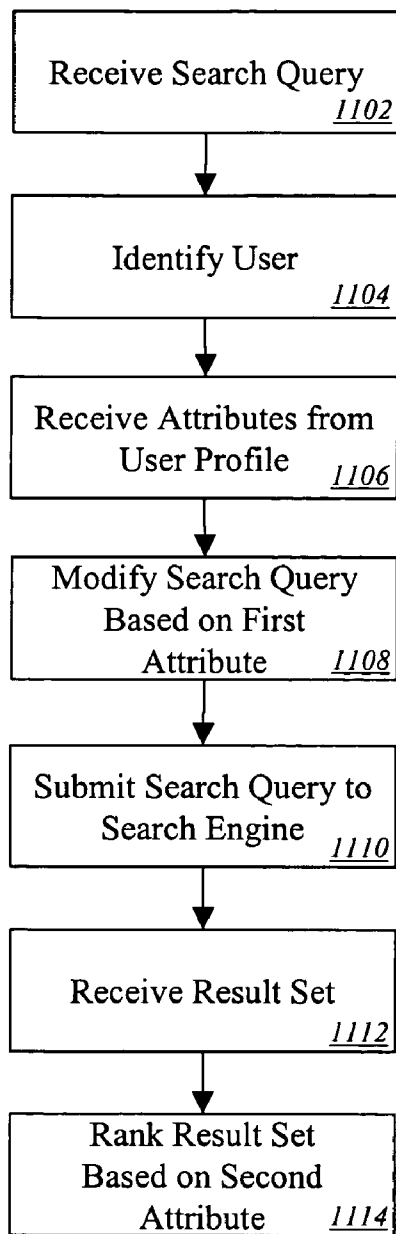 Receive Search Query
1102
Identify User
1104
Receive Attributes from
User Profile
1106
Modify Search Query
Based on First
Attribute
1108
Submit Search Query to
Search Engine
1110
Receive Result Set
1112
Rank Result Set
Based on Second
Attribute
1114